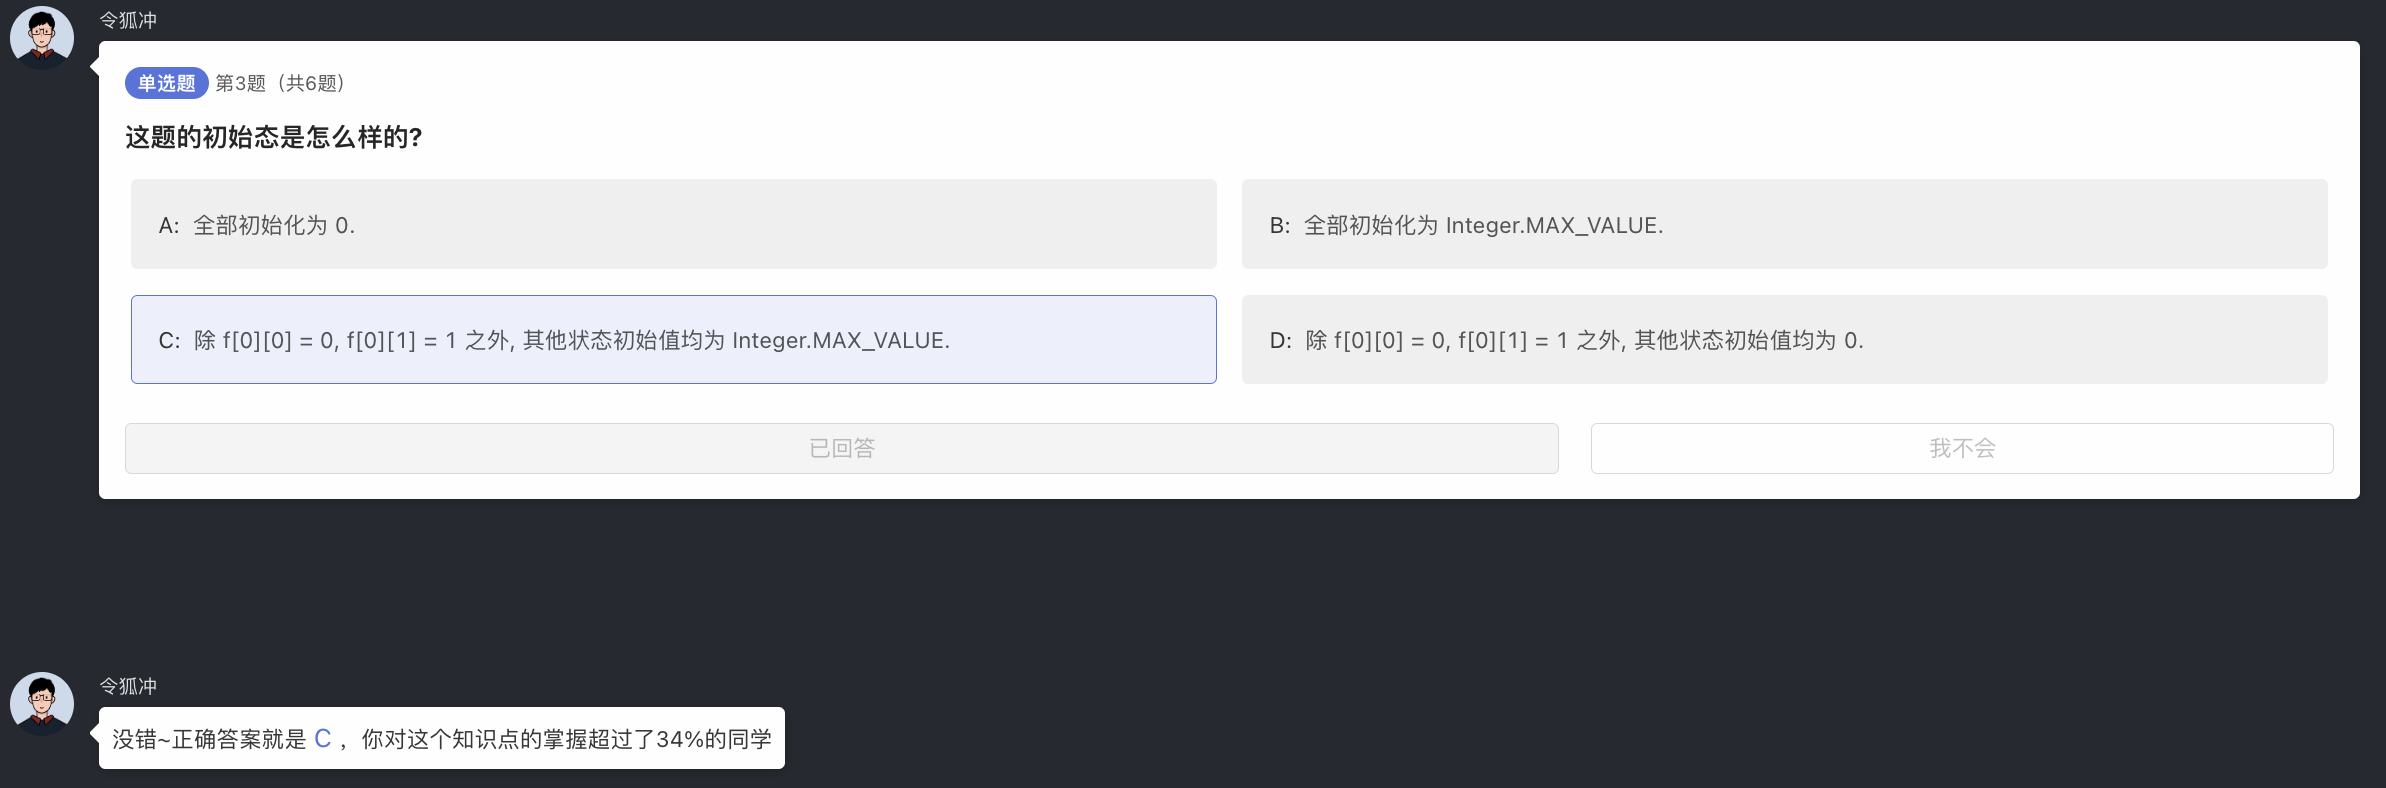 令狐冲
单选题 第3题（共6题）
这题的初始态是怎么样的?
A: 全部初始化为 0.
B: 全部初始化为 Integer.MAX_VALUE.
C: 除 f[0][0] = 0, f[0][1] = 1 之外, 其他状态初始值均为 Integer.MAX_VALUE.
D: 除 f[0][0] = 0, f[0][1] = 1 之外, 其他状态初始值均为 0.
已回答
我不会
令狐冲
没错~正确答案就是 C ，你对这个知识点的掌握超过了34%的同学